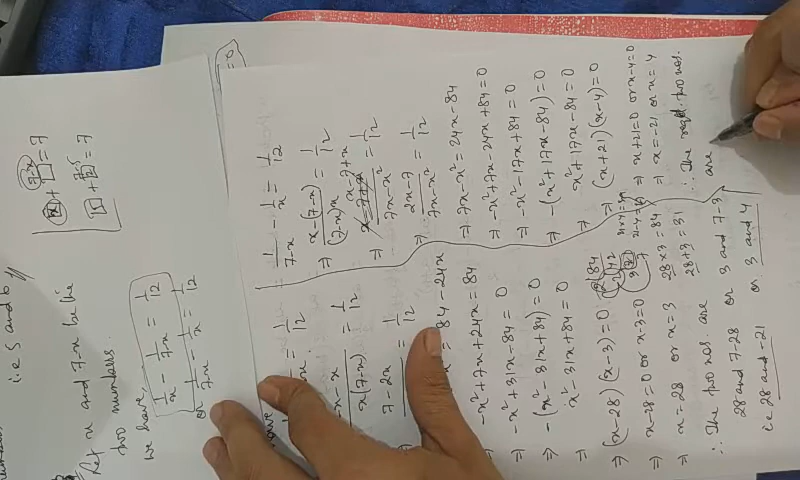 x + 7-x = 7
i.e 5 and b
Let x and 7-x be the
two numbers.
we have,
1/x - 1/7-x = 1/12
or 1/7-x - 1/x = 1/12
7-2x
= 84-24x
-x²+7x+24x = 84
⇒ -x²+31x-84 = 0
⇒ -(x²-31x+84) = 0
⇒ x²-31x+84 = 0
⇒ (x-28)(x-3) = 0
⇒ x-28=0 or x-3=0
⇒ x=28 or x=3
∴ The two nos are
28 and 7-28 or 3 and 7-3
ie 28 and -21 or 3 and 4
28×3=84
28+3=31
1/7-x - 1/x = 1/12
⇒ x-(7-x)/(7-x)x = 1/12
⇒ x-7+x/7x-x² = 1/12
⇒ 2x-7/7x-x² = 1/12
⇒ 7x-x² = 24x-84
⇒ -x²+7x-24x+84=0
⇒ -x²-17x+84=0
⇒ -(x²+17x-84)=0
⇒ x²+17x-84=0
⇒ (x+21)(x-4)=0
⇒ x+21=0 or x-4=0
⇒ x=-21 or x=4
∴ The reqd. two nos.
are